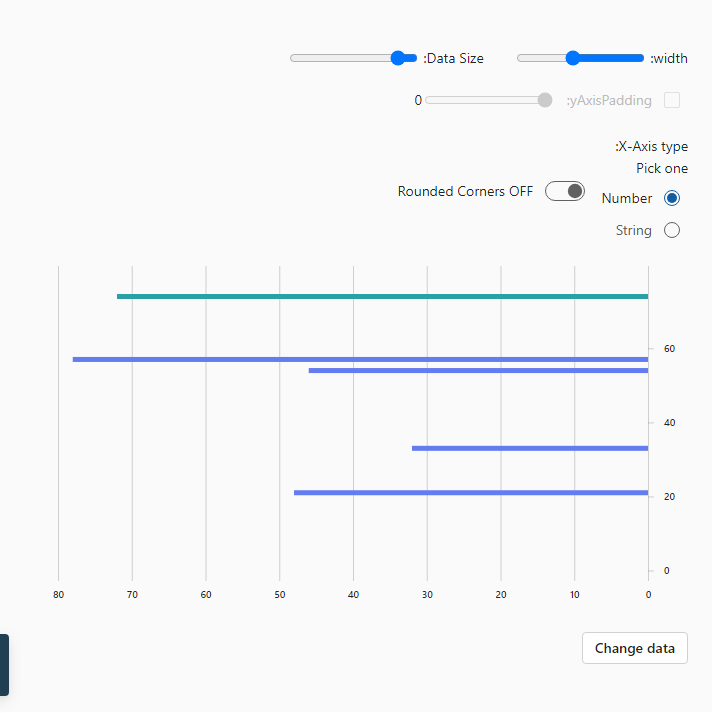 :width
:Data Size
:yAxisPadding
0
:X-Axis type
Pick one
Number
Rounded Corners OFF
String
60
40
20
0
80 70 60 50 40 30 20 10 0
Change data